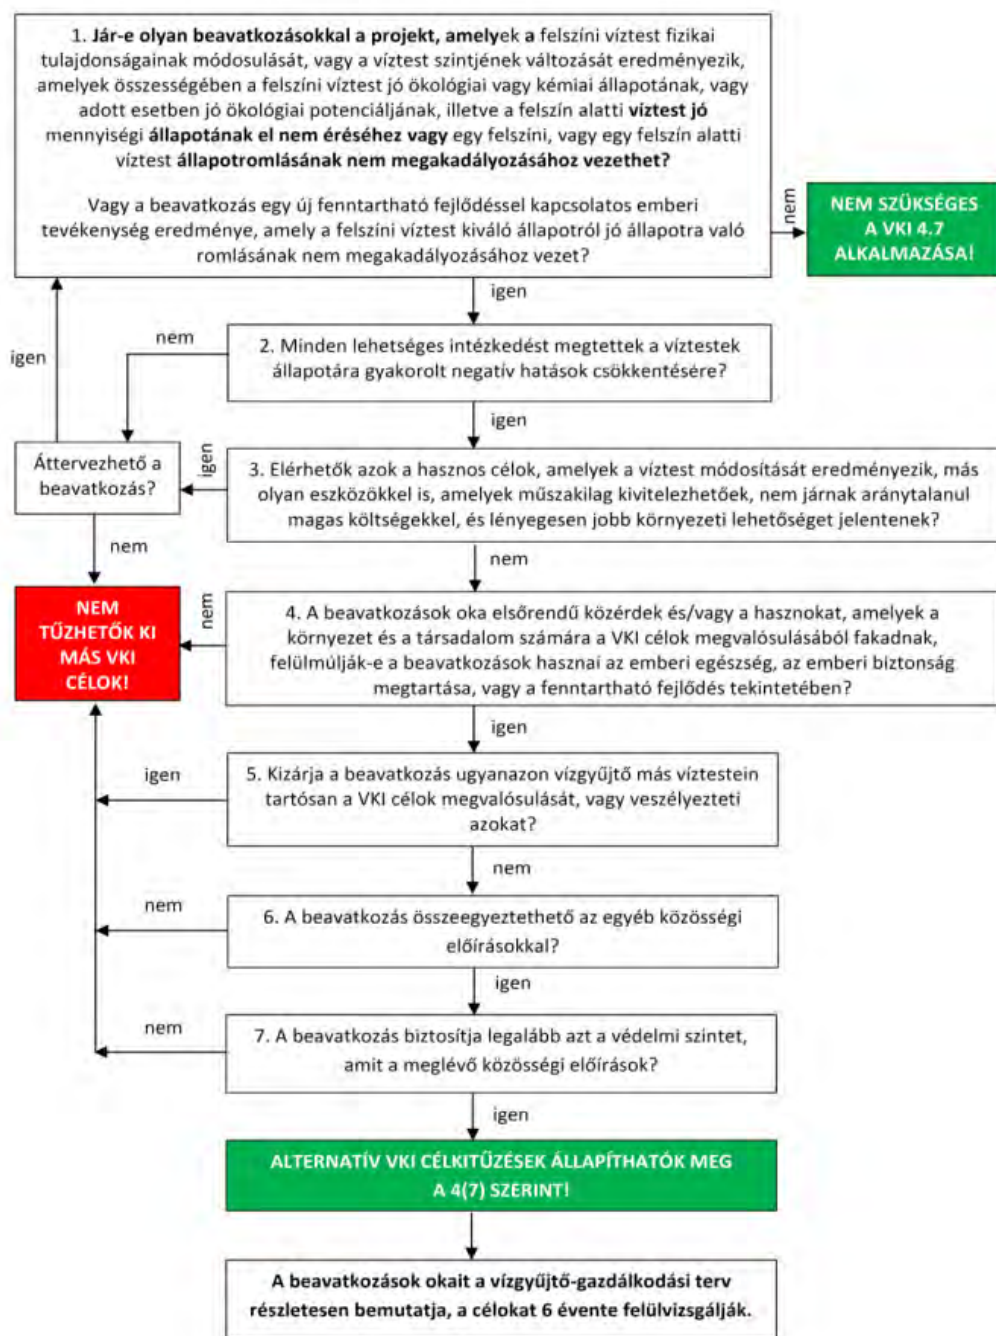 1. Jár-e olyan beavatkozásokkal a projekt, amelyek a felszíni víztest fizikai
tulajdonságainak módosulását, vagy a víztest szintjének változását eredményezik,
amelyek összességében a felszíni víztest jó ökológiai vagy kémiai állapotának, vagy
adott esetben jó ökológiai potenciáljának, illetve a felszín alatti víztest jó
mennyiségi állapotának el nem éréséhez vagy egy felszíni, vagy egy felszín alatti
víztest állapotromlásának nem megakadályozásához vezethet?
Vagy a beavatkozás egy új fenntartható fejlődéssel kapcsolatos emberi
tevékenység eredménye, amely a felszíni víztest kiváló állapotról jó állapotra való
romlásának nem megakadályozásához vezet?
nem
NEM SZÜKSÉGES
A VKI 4.7
ALKALMAZÁSA!
igen
nem
igen
2. Minden lehetséges intézkedést megtettek a víztestek
állapotára gyakorolt negatív hatások csökkentésére?
igen
Áttervezhető a
beavatkozás?
igen
3. Elérhetők azok a hasznos célok, amelyek a víztest módosítását eredményezik, más
olyan eszközökkel is, amelyek műszakilag kivitelezhetőek, nem járnak aránytalanul
magas költségekkel, és lényegesen jobb környezeti lehetőséget jelentenek?
nem
nem
NEM
TŰZHETŐK KI
MÁS VKI
CÉLOK!
nem
4. A beavatkozások oka elsőrendű közérdek és/vagy a hasznokat, amelyek a
környezet és a társadalom számára a VKI célok megvalósulásából fakadnak,
felülmúlják-e a beavatkozások hasznai az emberi egészség, az emberi biztonság
megtartása, vagy a fenntartható fejlődés tekintetében?
igen
igen
5. Kizárja a beavatkozás ugyanazon vízgyűjtő más víztestein
tartósan a VKI célok megvalósulását, vagy veszélyezteti
azokat?
nem
nem
6. A beavatkozás összeegyeztethető az egyéb közösségi
előírásokkal?
igen
nem
7. A beavatkozás biztosítja legalább azt a védelmi szintet,
amit a meglévő közösségi előírások?
igen
ALTERNATÍV VKI CÉLKITŰZÉSEK ÁLLAPÍTHATÓK MEG
A 4(7) SZERINT!
A beavatkozások okait a vízgyűjtő-gazdálkodási terv
részletesen bemutatja, a célokat 6 évente felülvizsgálják.